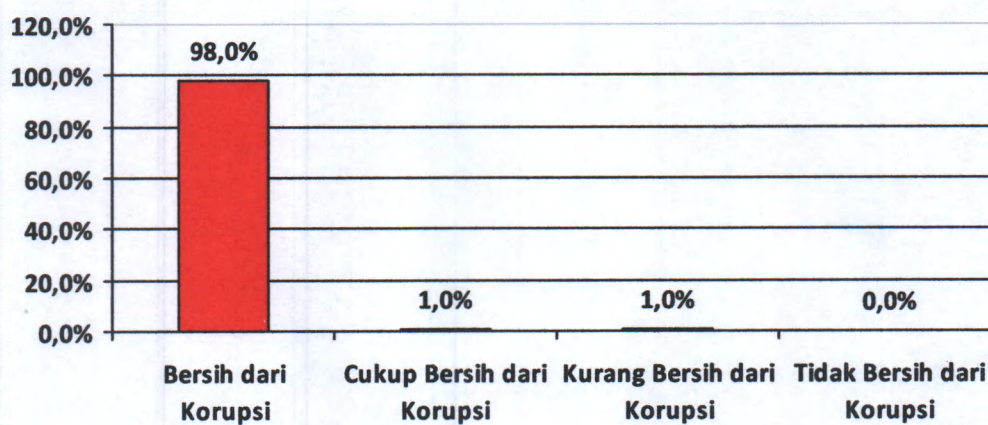 120,0%
98,0%
100,0%
80,0%
60,0%
40,0%
20,0%
1,0% 1,0% 0,0%
0,0%
Bersih dari Cukup Bersih dari Kurang Bersih dari Tidak Bersih dari
Korupsi Korupsi Korupsi Korupsi